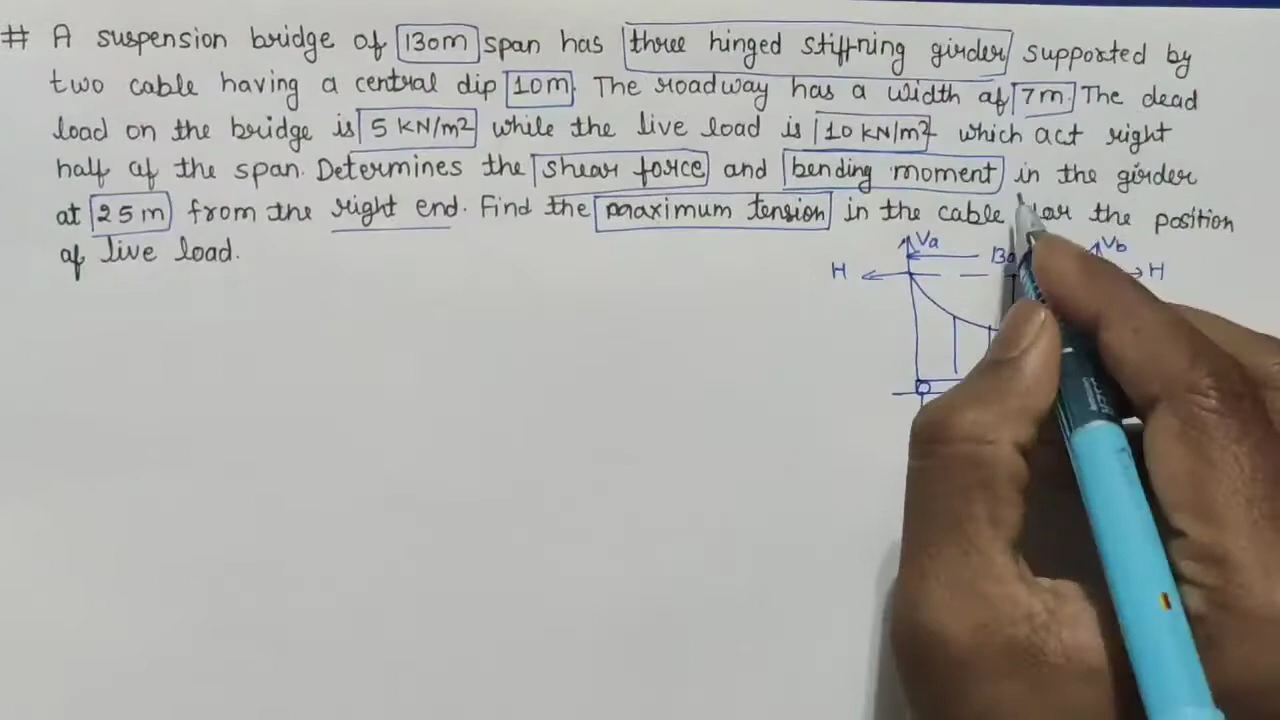 # A suspension bridge of 130m span has three hinged stiffning girder supported by
two cable having a central dip 10m. The roadway has a width of 7m. The dead
load on the bridge is 5 KN/m2 while the live load is 10 KN/m2 which act right
half of the span. Determines the shear force and bending moment in the girder
at 25m from the right end. Find the maximum tension in the cable the position
of live load.
Va Vb
H H